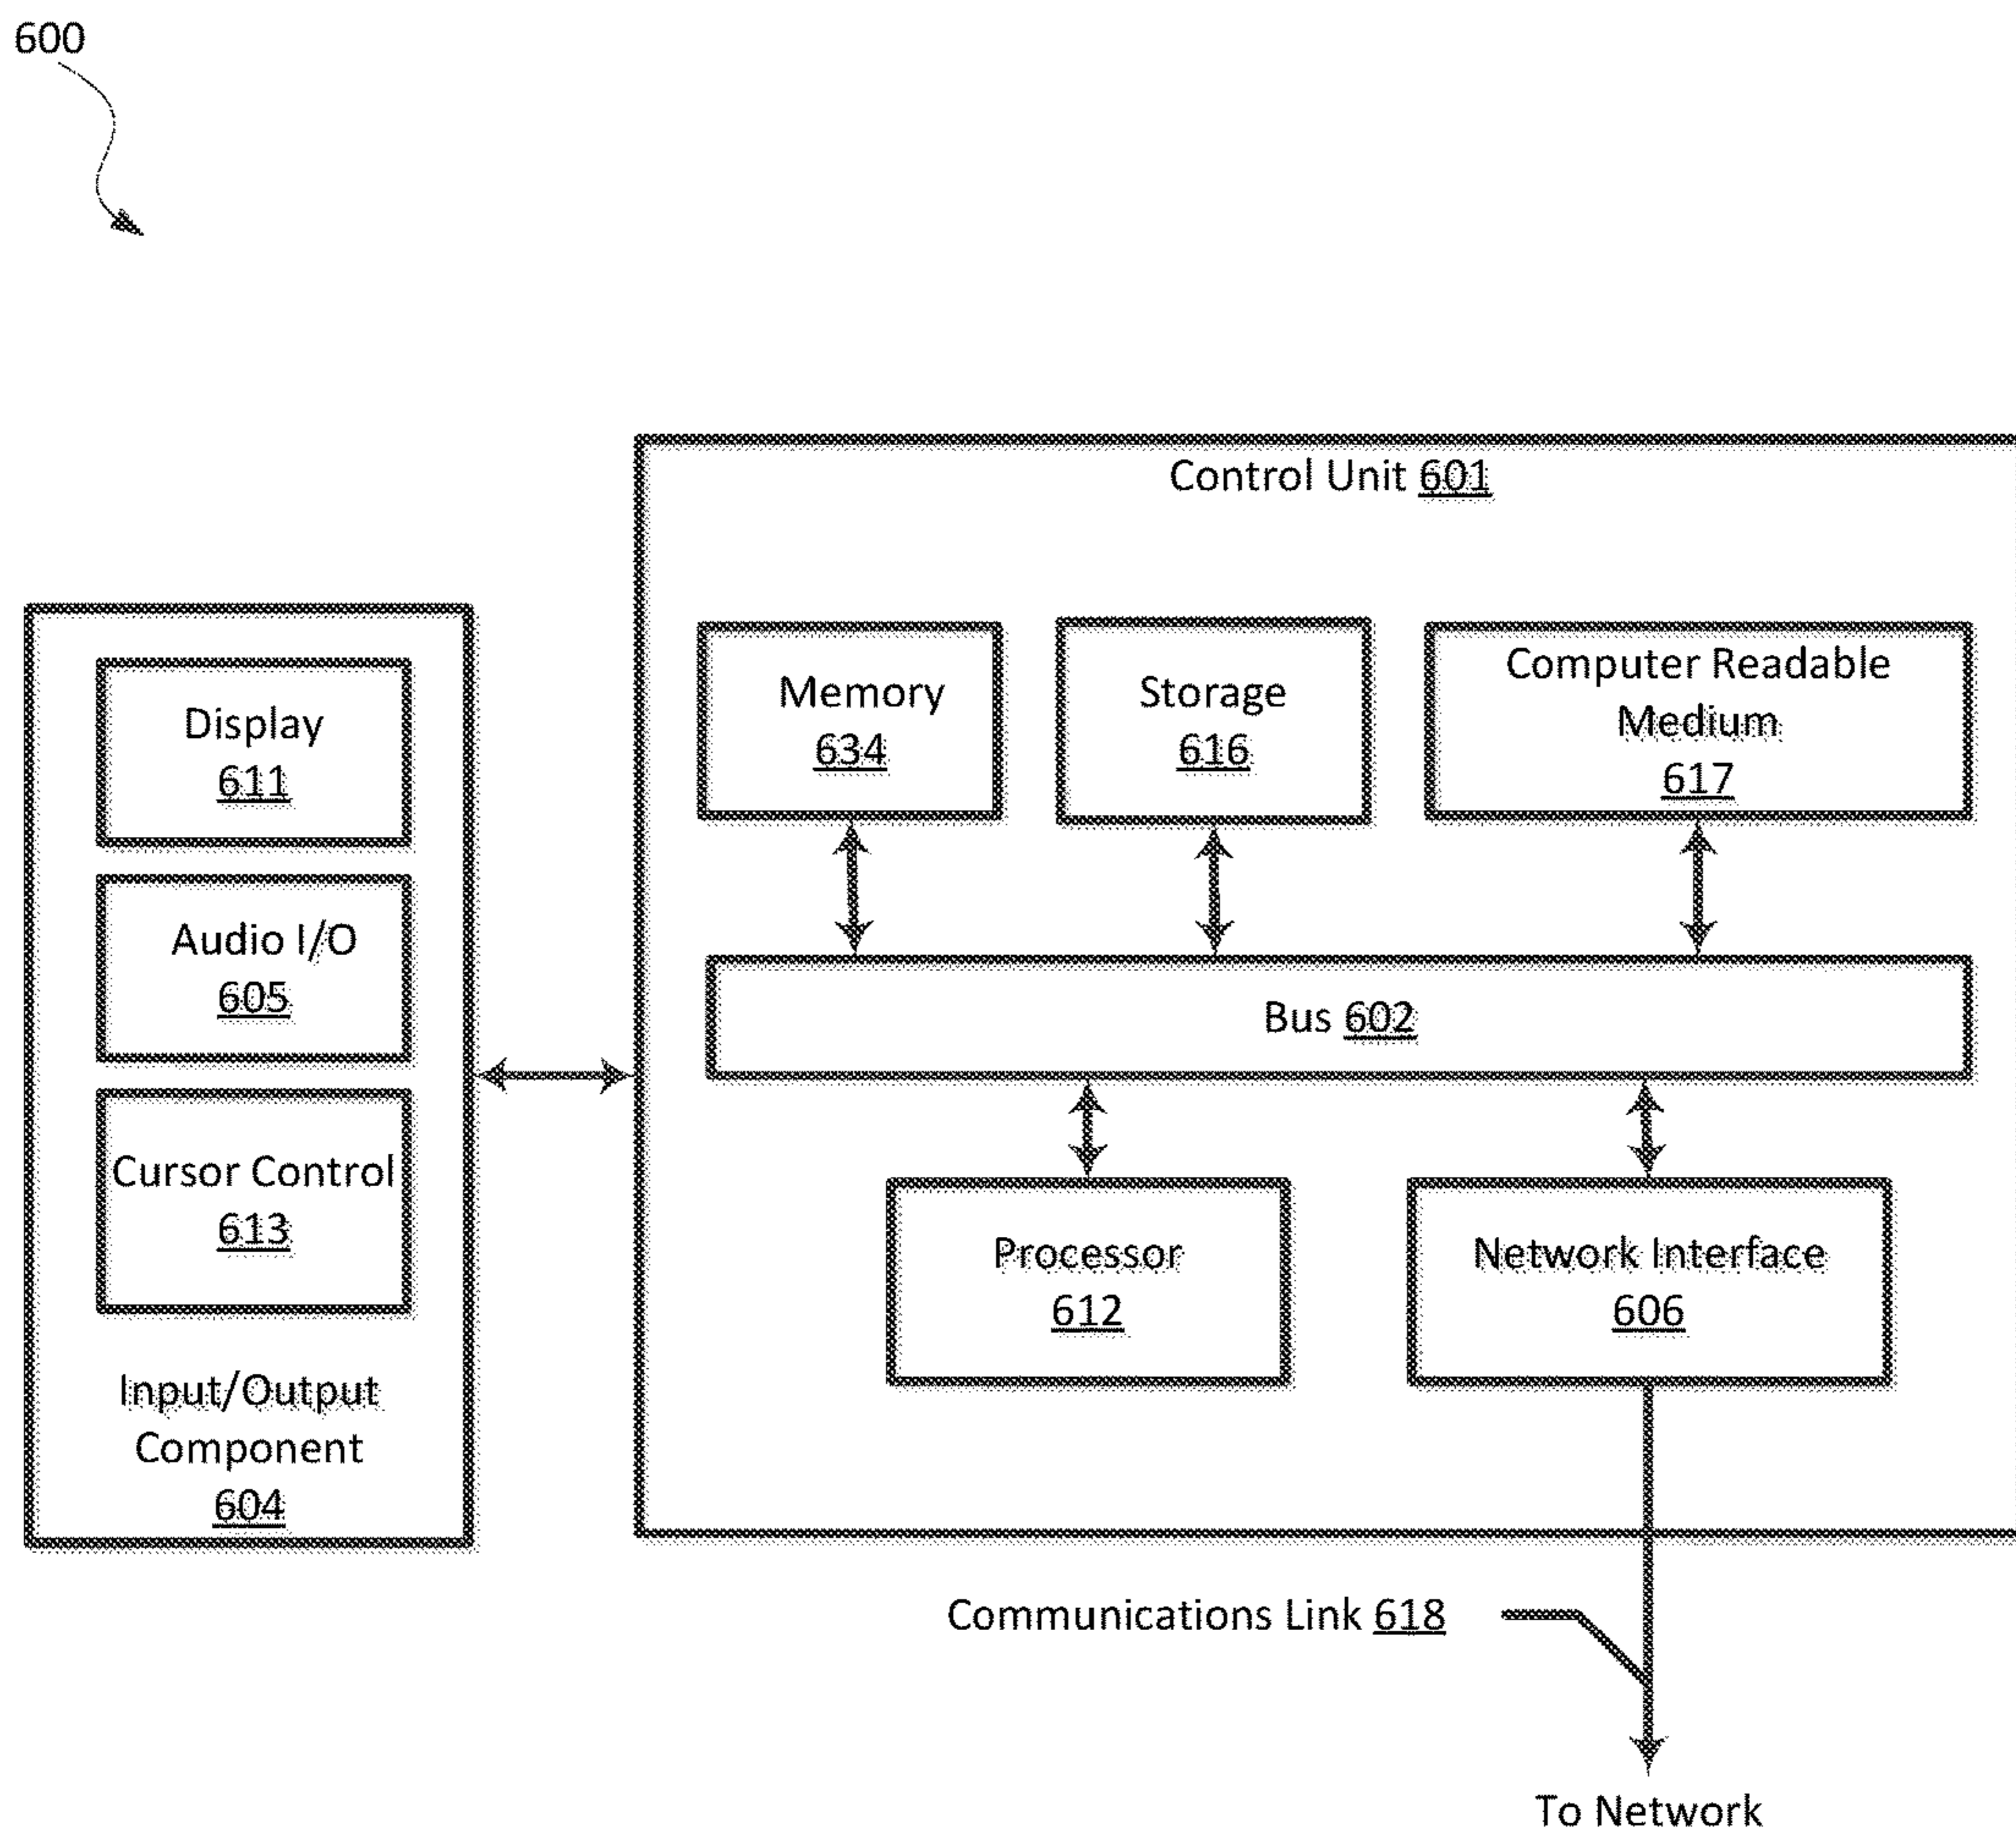 600
Control Unit 601
Display
611
Audio I/O
605
Cursor Control
613
Input/Output
Component
604
Memory
634
Storage
616
Computer Readable
Medium
617
Bus 602
Processor
612
Network Interface
606
Communications Link 618
To Network